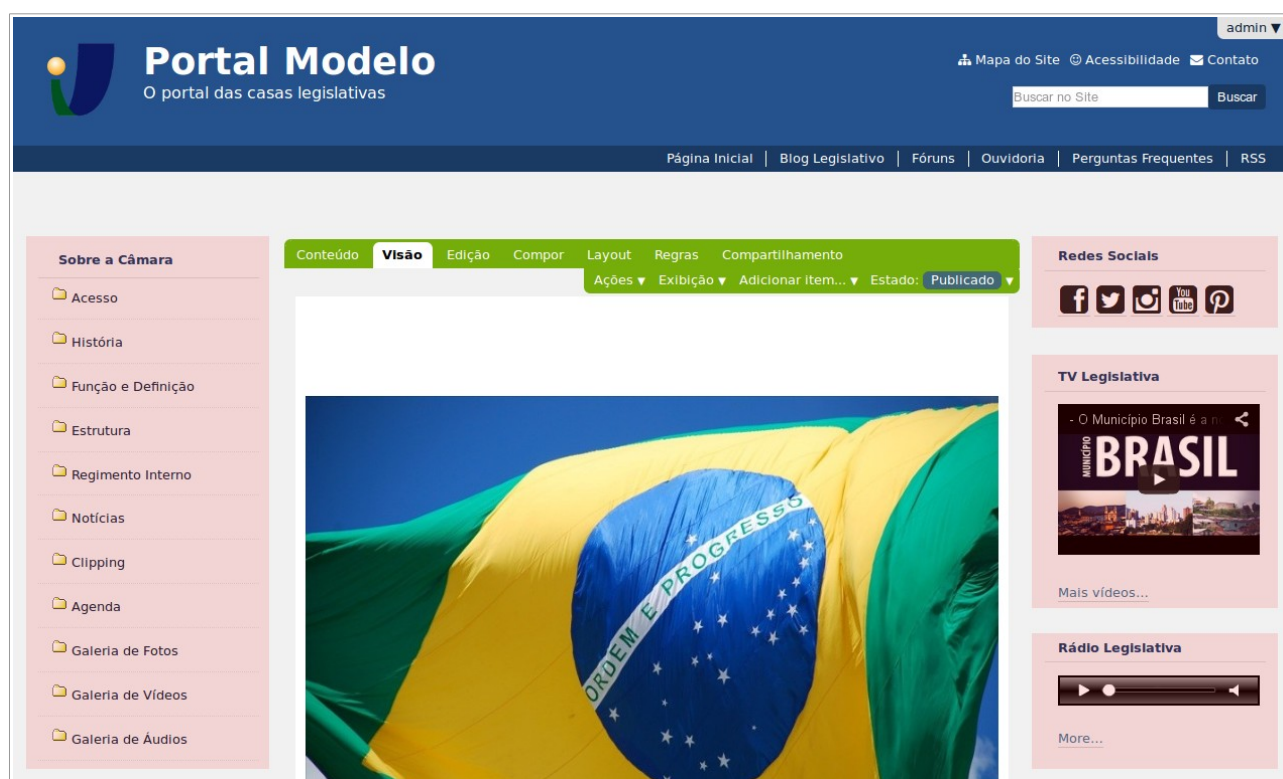 admin ▼
Portal Modelo
O portal das casas legislativas
Mapa do Site Acessibilidade Contato
Buscar no Site Buscar
Página Inicial | Blog Legislativo | Fóruns | Ouvidoria | Perguntas Frequentes | RSS
Sobre a Câmara
Acesso
História
Função e Definição
Estrutura
Regimento Interno
Notícias
Clipping
Agenda
Galeria de Fotos
Galeria de Vídeos
Galeria de Áudios
Conteúdo Visão Edição Compor Layout Regras Compartilhamento
Ações ▼ Exibição ▼ Adicionar item... ▼ Estado: Publicado ▼
ORDEM E PROGRESSO
Redes Sociais
You
Tube
TV Legislativa
- O Município Brasil é a
MUNICÍPIO
BRASIL
Mais vídeos...
Rádio Legislativa
More...